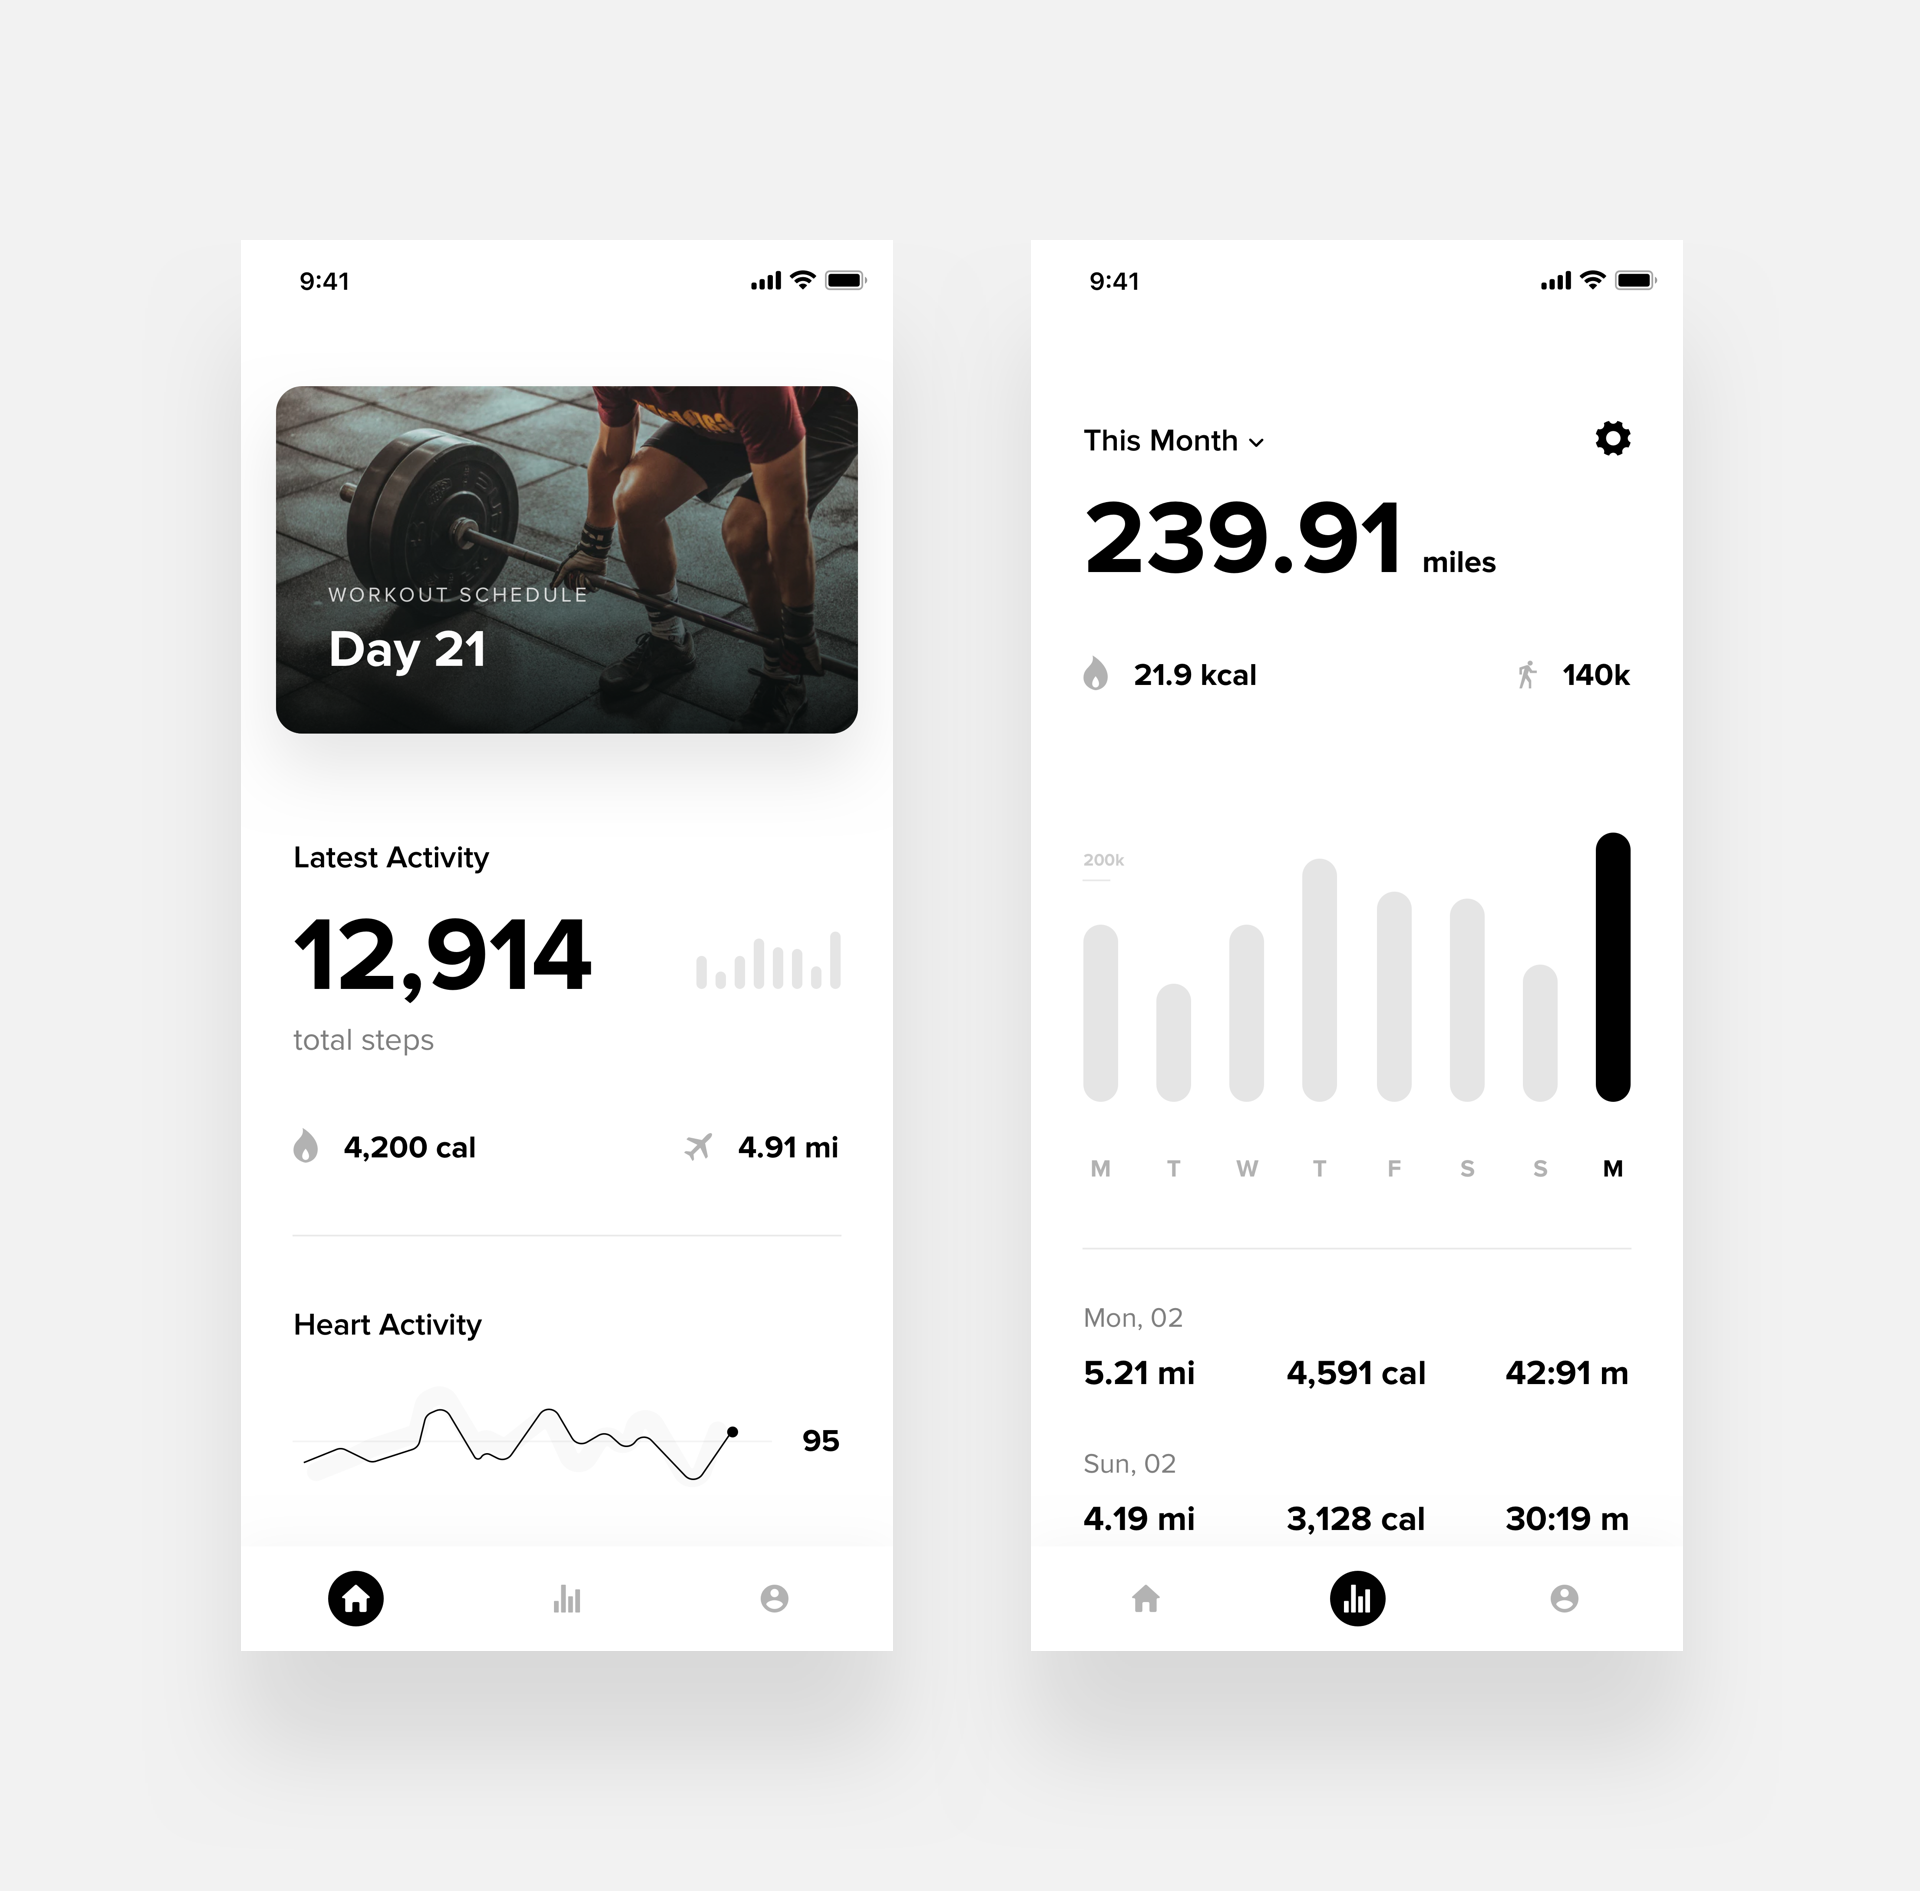 9:41
WORKOUT SCHEDULE
Day 21
Latest Activity
12,914
total steps
4,200 cal
4.91 mi
Heart Activity
95
9:41
This Month
239.91 miles
21.9 kcal
140k
200k
M T W T F S S M
Mon, 02
5.21 mi 4,591 cal 42:91 m
Sun, 02
4.19 mi 3,128 cal 30:19 m